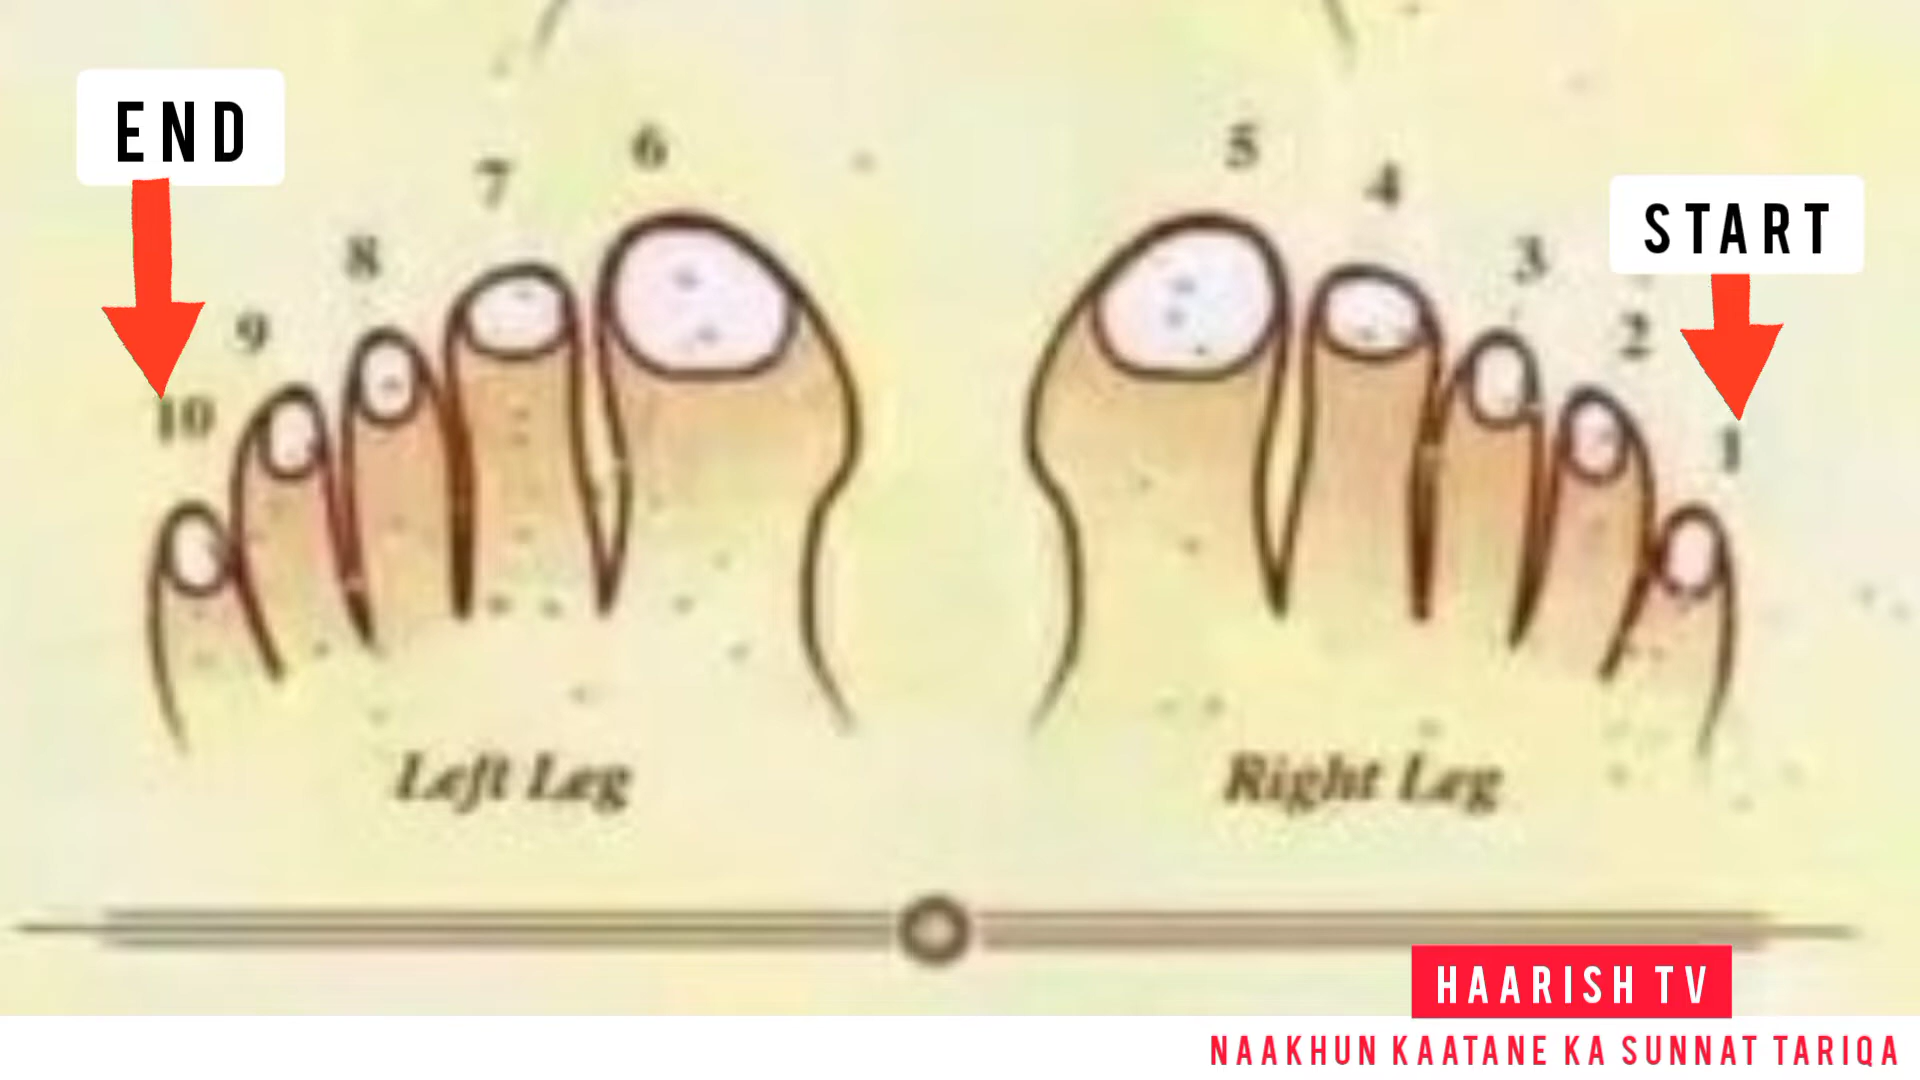 END
START
6
5
7
4
8
3
9
2
10
1
Left Leg
Right Leg
HAARISH TV
NAAKHUN KAATANE KA SUNNAT TARIQA